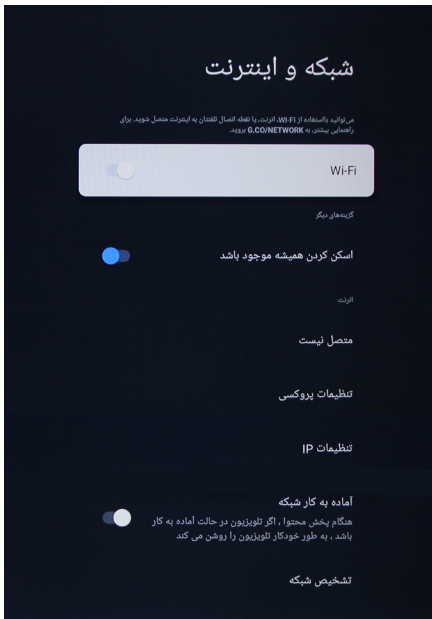 شبکه و اینترنت
می‌توانید بااستفاده از WI-FI، اترنت، یا نقطه اتصال تلفنتان به اینترنت متصل شوید. برای
راهنمایی بیشتر، به G.CO/NETWORK بروید.
Wi-Fi
گزینه‌های دیگر
اسکن کردن همیشه موجود باشد
اترنت
متصل نیست
تنظیمات پروکسی
تنظیمات IP
آماده به کار شبکه
هنگام پخش محتوا ، اگر تلویزیون در حالت آماده به کار
باشد ، به طور خودکار تلویزیون را روشن می کند
تشخیص شبکه